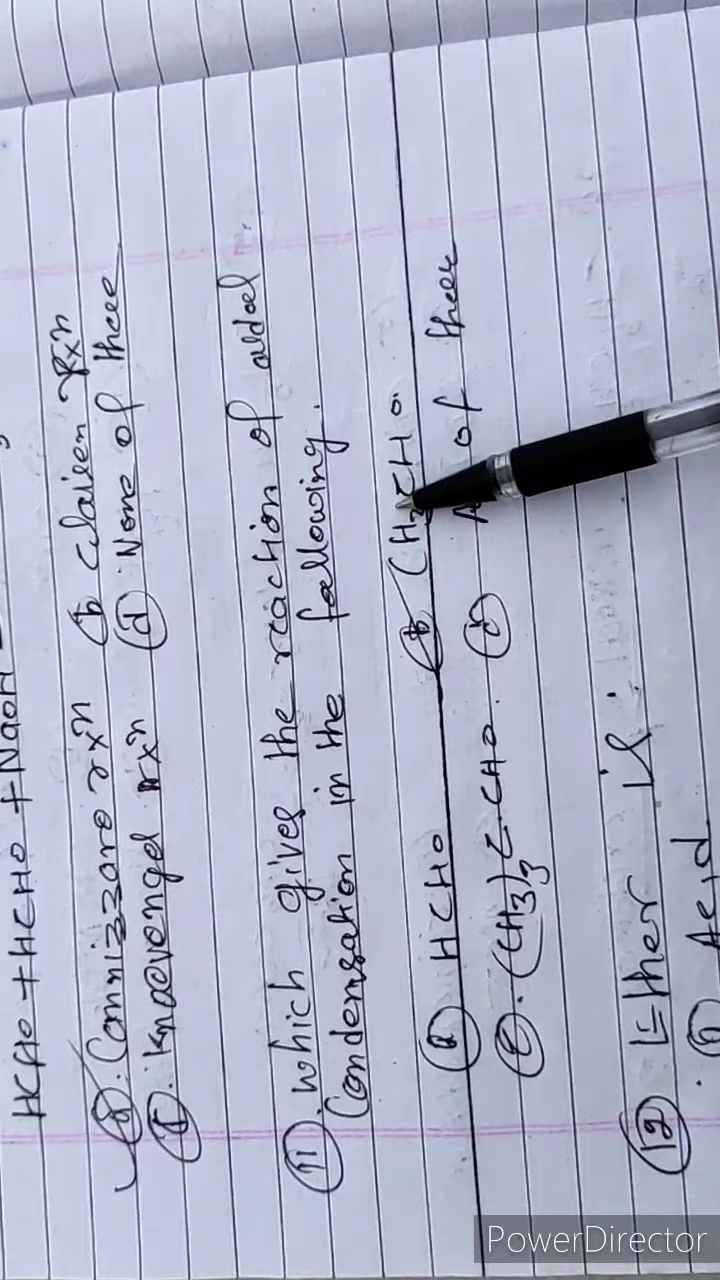 HCHO + HCHO + NaOH
(a). Cannizzaro rxn (b) Claisen rxn
(c). Knoevengel rxn (d) None of these
(11). which gives the reaction of aldol
Condensation in the following.
(a) HCHO (b) CH3CHO.
(c). (CH3)3C.CHO. (d) of these
(12) Ether is.
Acid
PowerDirector